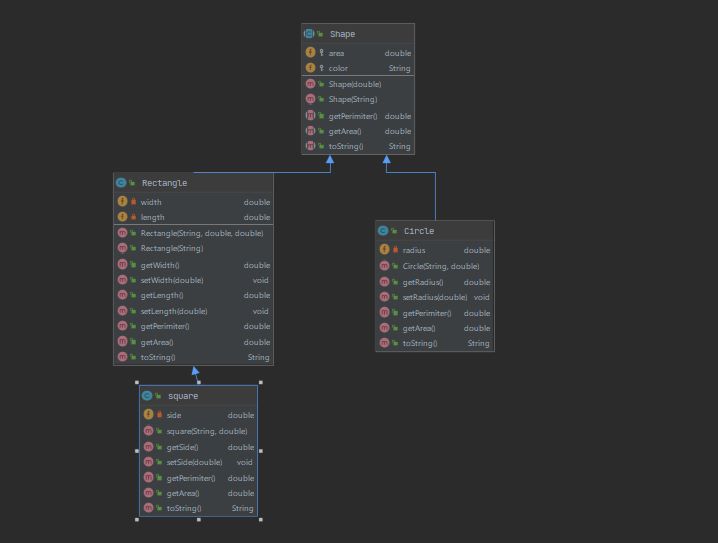 Shape
area double
color String
Shape(double)
Shape(String)
getPerimiter() double
getArea() double
toString() String
Rectangle
width double
length double
Rectangle(String, double, double)
Rectangle(String)
getWidth() double
setWidth(double) void
getLength() double
setLength(double) void
getPerimiter() double
getArea() double
toString() String
Circle
radius double
Circle(String, double)
getRadius() double
setRadius(double) void
getPerimiter() double
getArea() double
toString() String
square
side double
square(String, double)
getSide() double
setSide(double) void
getPerimiter() double
getArea() double
toString() String